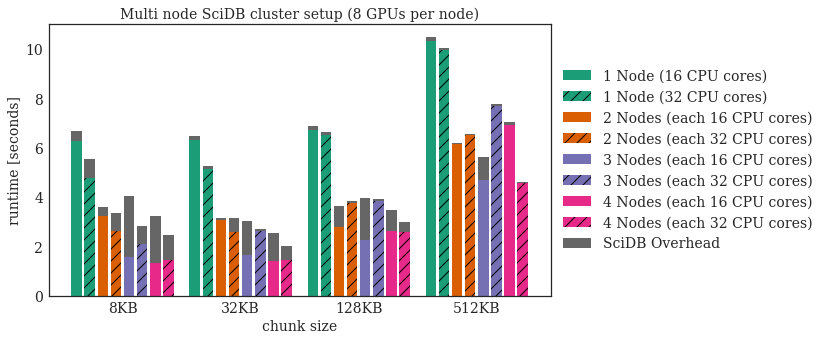 Multi node SciDB cluster setup (8 GPUs per node)
runtime [seconds]
10
8
6
4
2
0
8KB
32KB
128KB
512KB
chunk size
1 Node (16 CPU cores)
1 Node (32 CPU cores)
2 Nodes (each 16 CPU cores)
2 Nodes (each 32 CPU cores)
3 Nodes (each 16 CPU cores)
3 Nodes (each 32 CPU cores)
4 Nodes (each 16 CPU cores)
4 Nodes (each 32 CPU cores)
SciDB Overhead